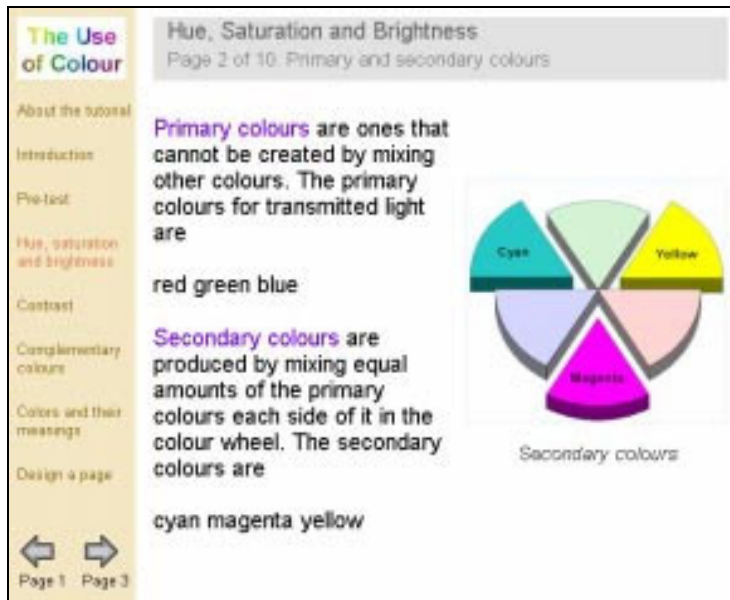 The Use
of Colour
Hue, Saturation and Brightness
Page 2 of 10. Primary and secondary colours
About the tutorial
Introduction
Pre-test
Hue, saturation
and brightness
Contrast
Complementary
colours
Colors and their
meanings
Design a page
Page 1 Page 3
Primary colours are ones that
cannot be created by mixing
other colours. The primary
colours for transmitted light
are
red green blue
Secondary colours are
produced by mixing equal
amounts of the primary
colours each side of it in the
colour wheel. The secondary
colours are
cyan magenta yellow
Cyan
Yellow
Magenta
Secondary colours